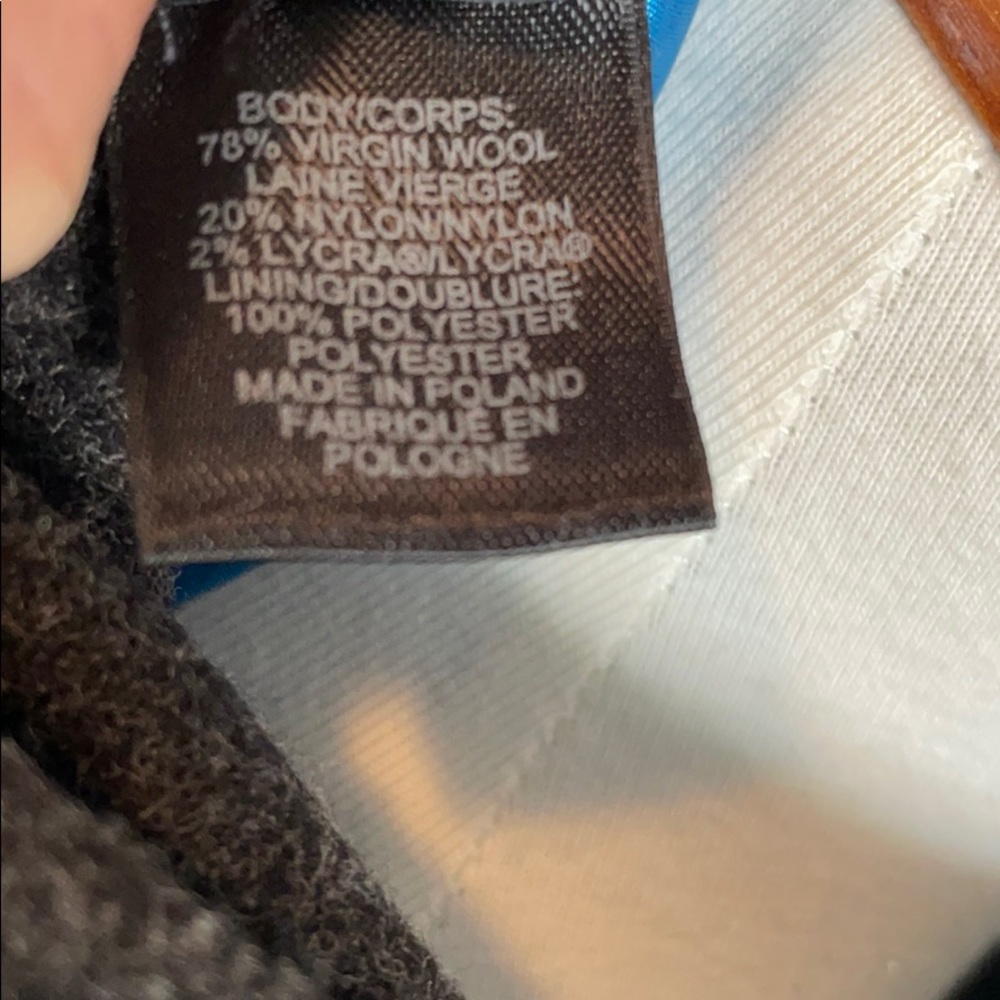 BODY/CORPS:
78% VIRGIN WOOL
LAINE VIERGE
20% NYLON/NYLON
2% LYCRA®/LYCRA®
LINING/DOUBLURE:
100% POLYESTER
POLYESTER
MADE IN POLAND
FABRIQUÉ EN
POLOGNE